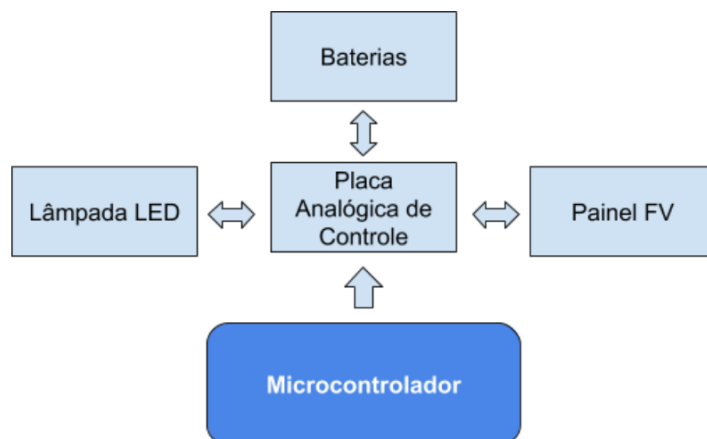 Baterias
Lâmpada LED
Placa
Analógica de
Controle
Painel FV
Microcontrolador